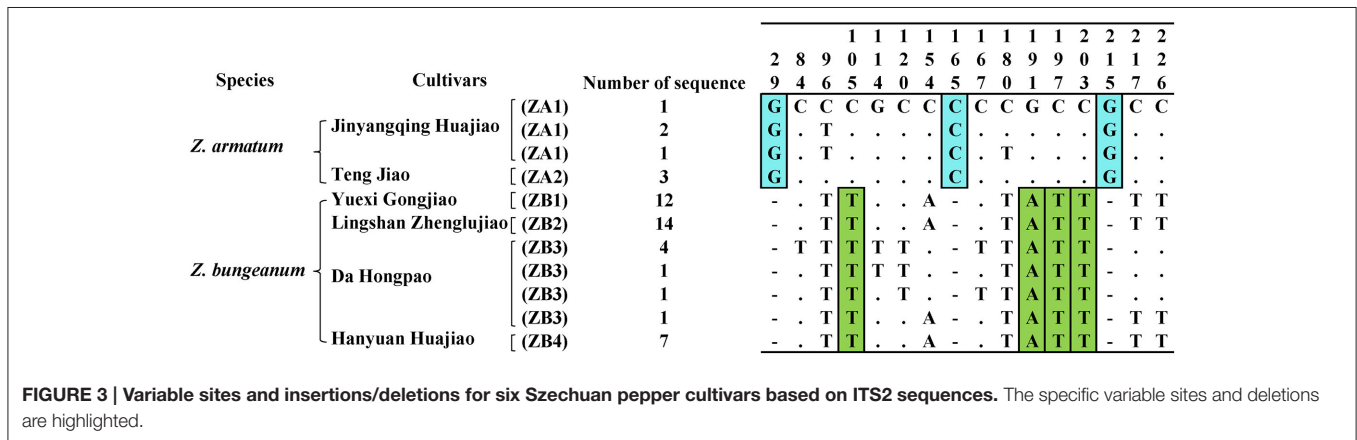 1 1 1 1 1 1 1 1 1 2 2 2 2
2 8 9 0 1 2 5 6 6 8 9 9 0 1 1 2
Species Cultivars Number of sequence 9 4 6 5 4 0 4 5 7 0 1 7 3 5 7 6
(ZA1) 1 G C C C G C C C C C G C C G C C
Jinyangqing Huajiao (ZA1) 2 G . T . . . . C . . . . . G . .
Z. armatum (ZA1) 1 G . T . . . . C . T . . . G . .
Teng Jiao (ZA2) 3 G . . . . . . C . . . . . G . .
Yuexi Gongjiao (ZB1) 12 - . T T . . A - . T A T T - T T
Lingshan Zhenglujiao (ZB2) 14 - . T T . . A - . T A T T - T T
(ZB3) 4 - T T T T T . - T T A T T - . .
Z. bungeanum Da Hongpao (ZB3) 1 - . T T T T . - . T A T T - . .
(ZB3) 1 - . T T . T . - T T A T T - . .
(ZB3) 1 - . T T . . A - . T A T T - T T
Hanyuan Huajiao (ZB4) 7 - . T T . . A - . T A T T - T T
FIGURE 3 | Variable sites and insertions/deletions for six Szechuan pepper cultivars based on ITS2 sequences. The specific variable sites and deletions
are highlighted.